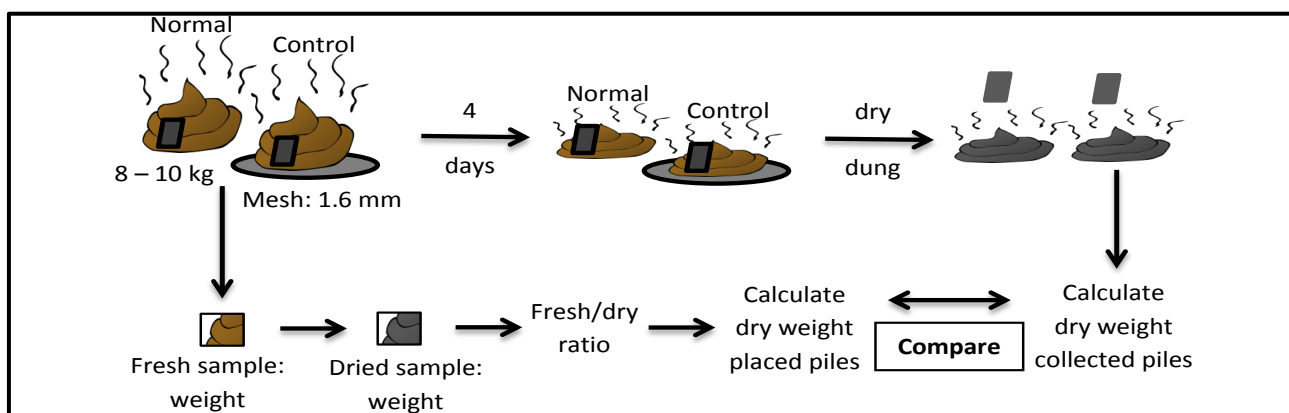 Normal
Control
8 – 10 kg
Mesh: 1.6 mm
4
days
Normal
Control
dry
dung
Fresh sample:
weight
Dried sample:
weight
Fresh/dry
ratio
Calculate
dry weight
placed piles
Compare
Calculate
dry weight
collected piles